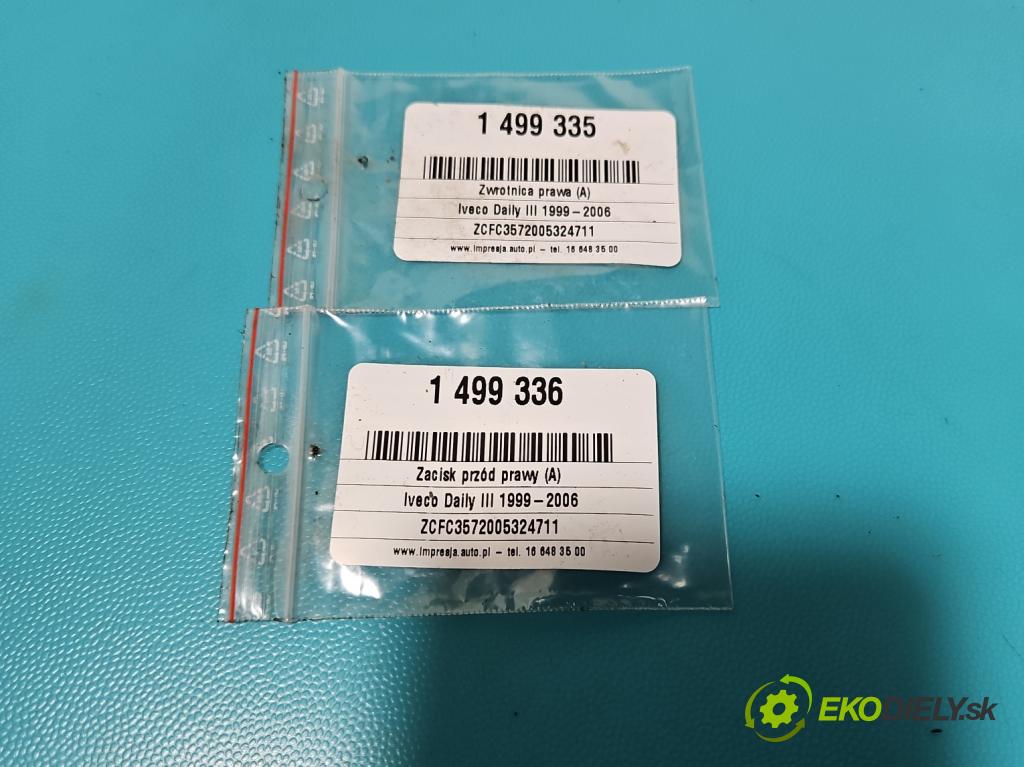 1 499 335
Zwrotnica prawa (A)
Iveco Daily III 1999-2006
ZCFC3572005324711
www.impresja.auto.pl - tel. 16 648 35 00
1 499 336
Zacisk przód prawy (A)
Iveco Daily III 1999-2006
ZCFC3572005324711
www.impresja.auto.pl - tel. 16 648 35 00
EKODIELY.sk